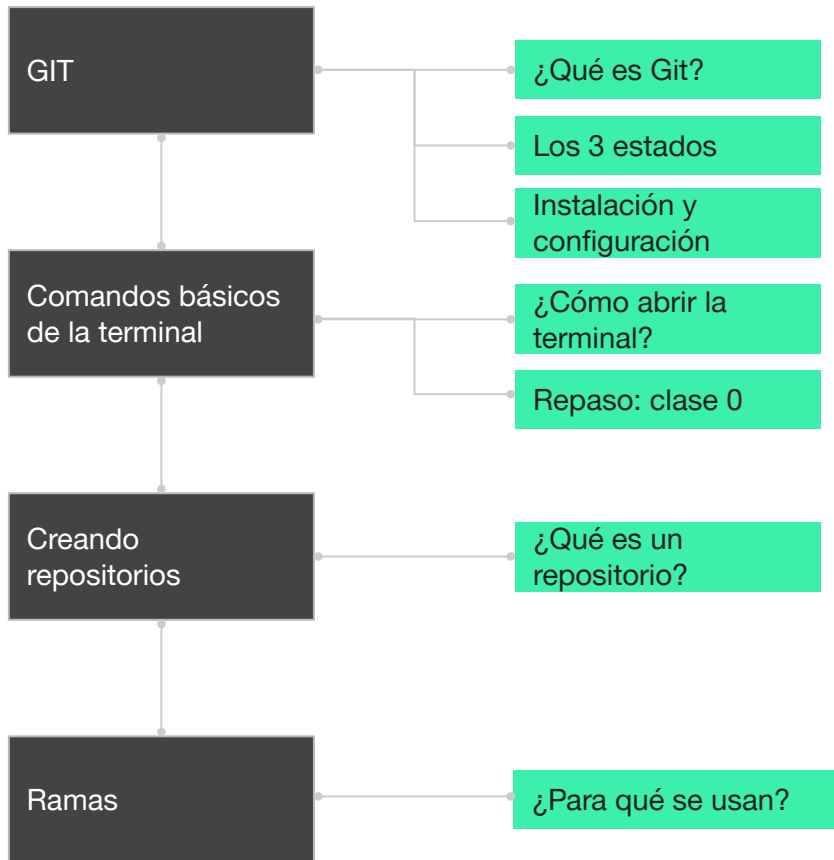 GIT
¿Qué es Git?
Los 3 estados
Instalación y
configuración
Comandos básicos
de la terminal
¿Cómo abrir la
terminal?
Repaso: clase 0
Creando
repositorios
¿Qué es un
repositorio?
Ramas
¿Para qué se usan?